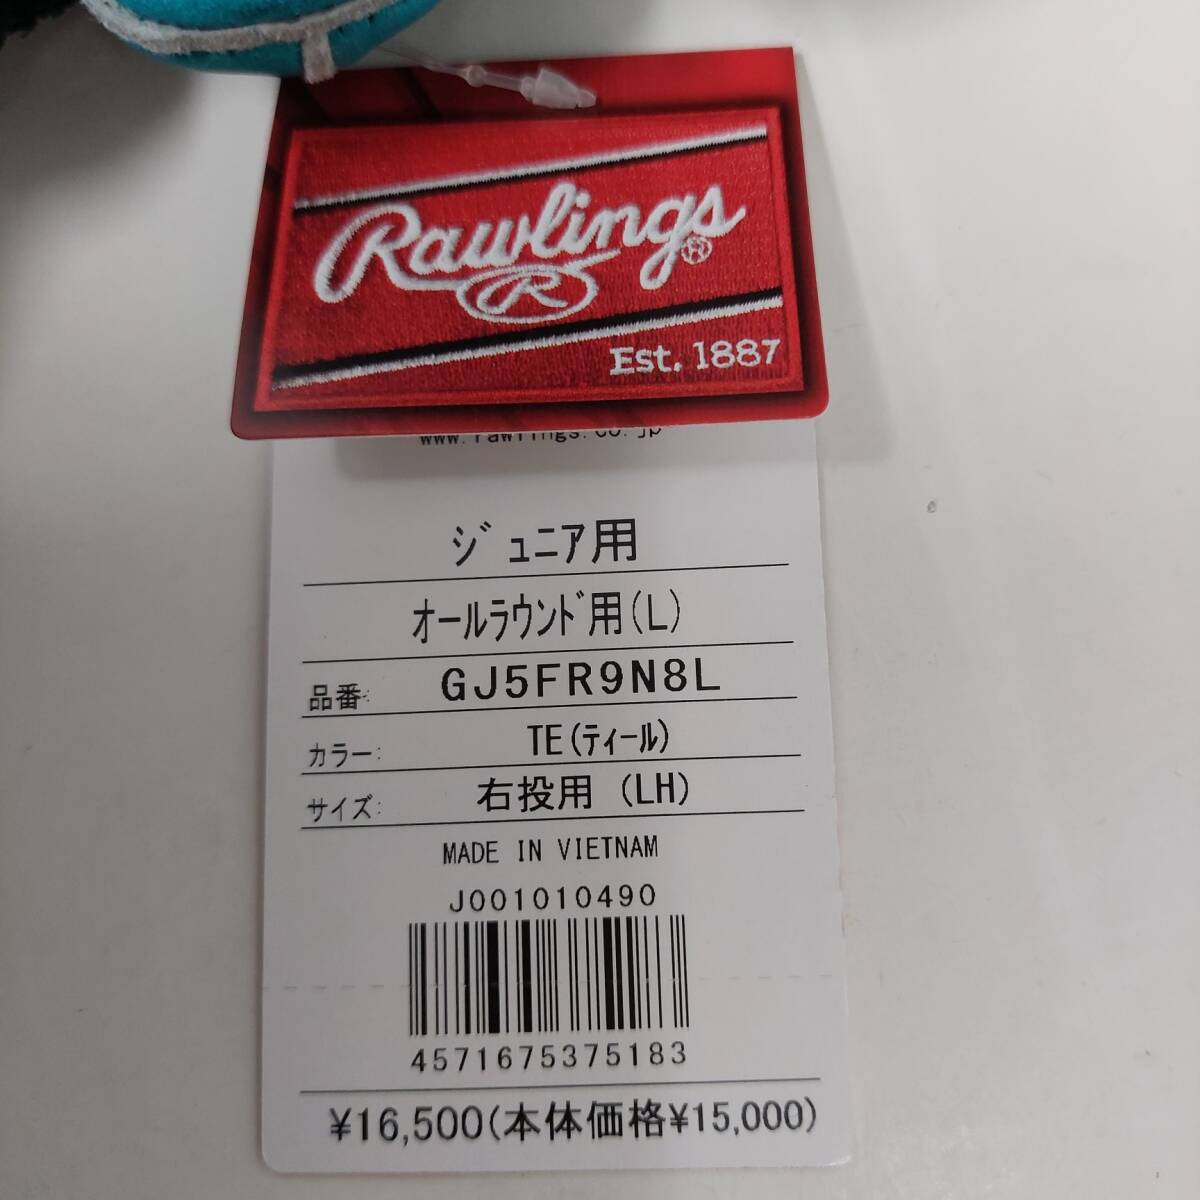 Rawlings®
R
Est. 1887
www.rawlings.co.jp
ジュニア用
オールラウンド用(L)
品番: GJ5FR9N8L
カラー: TE(ティール)
サイズ: 右投用 (LH)
MADE IN VIETNAM
J001010490
4571675375183
¥16,500(本体価格¥15,000)